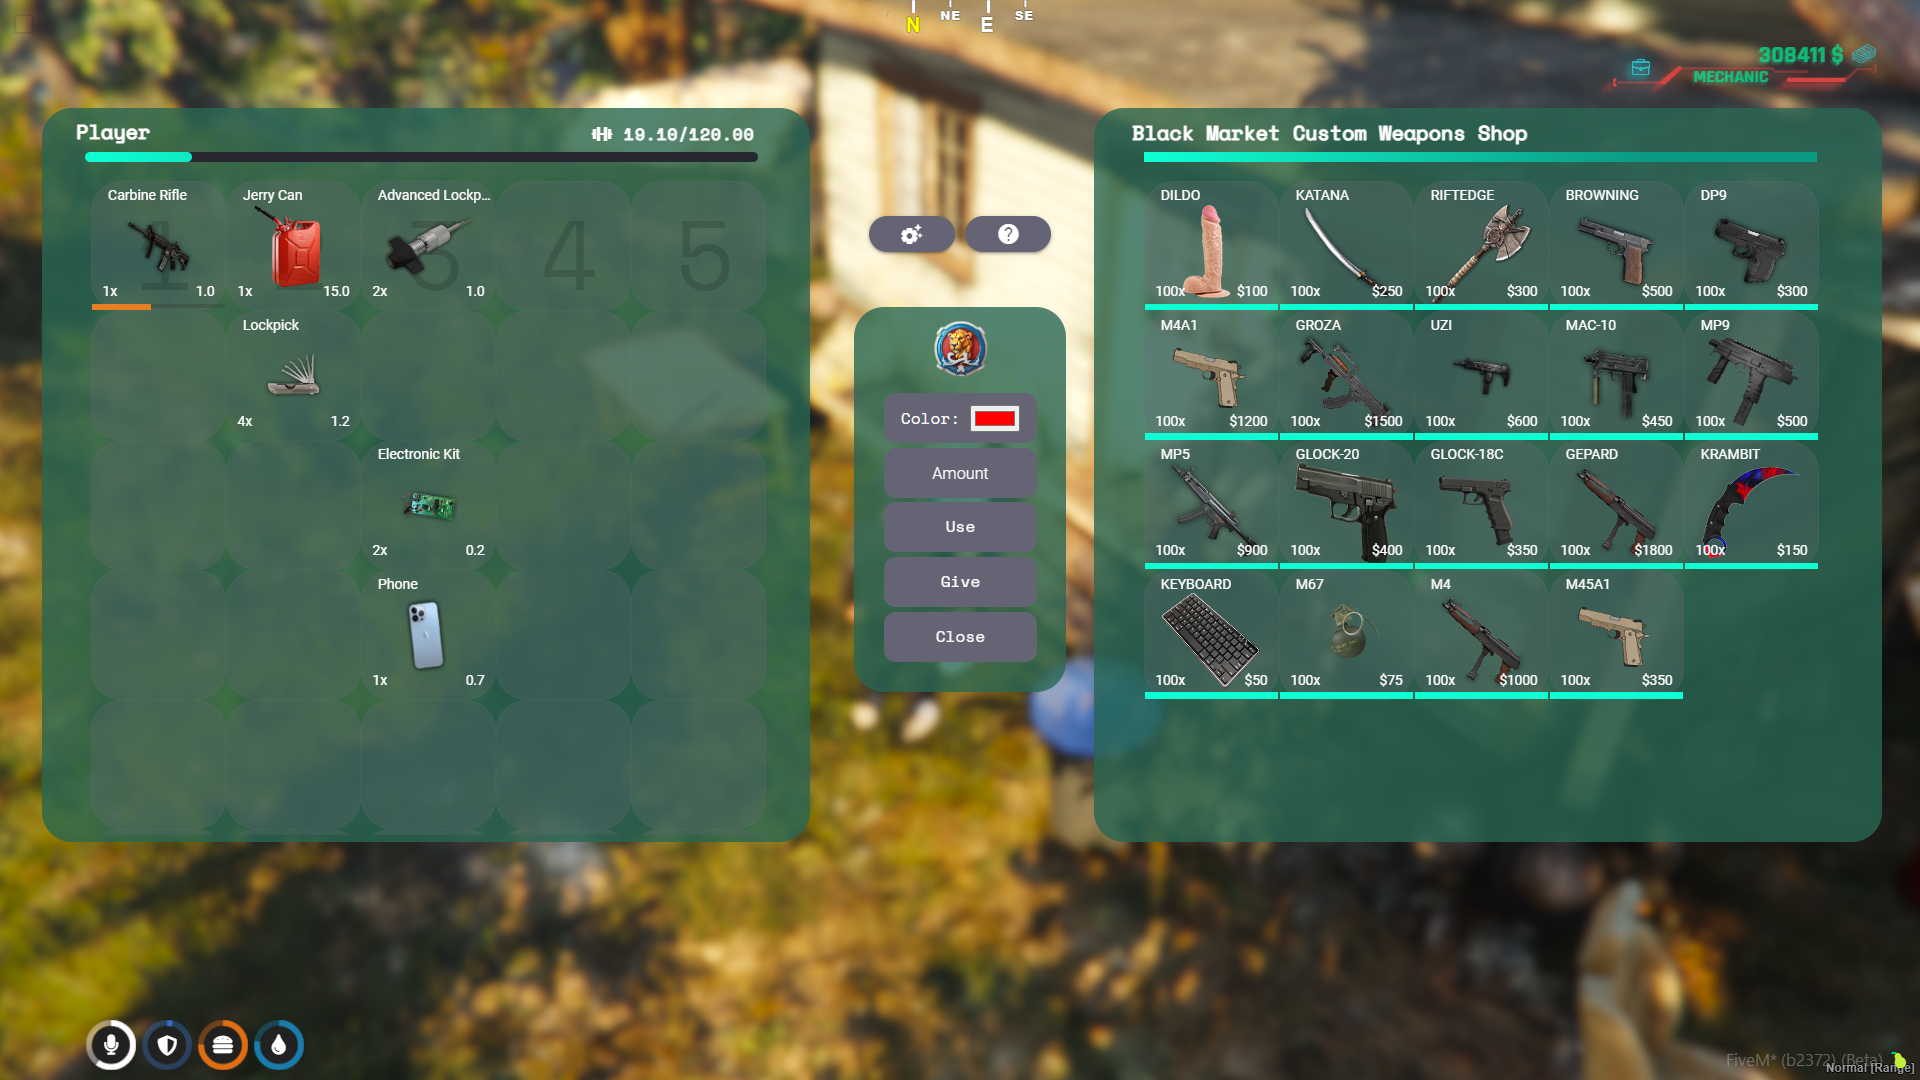 N NE E SE
308411 $
MECHANIC
Player
19.10/120.00
Carbine Rifle
1
1x 1.0
Jerry Can
1x 15.0
Advanced Lockp...
3
2x 1.0
4
5
Lockpick
4x 1.2
Electronic Kit
2x 0.2
Phone
1x 0.7
?
Color:
Amount
Use
Give
Close
Black Market Custom Weapons Shop
DILDO
100x $100
KATANA
100x $250
RIFTEDGE
100x $300
BROWNING
100x $500
DP9
100x $300
M4A1
100x $1200
GROZA
100x $1500
UZI
100x $600
MAC-10
100x $450
MP9
100x $500
MP5
100x $900
GLOCK-20
100x $400
GLOCK-18C
100x $350
GEPARD
100x $1800
KRAMBIT
100x $150
KEYBOARD
100x $50
M67
100x $75
M4
100x $1000
M45A1
100x $350
FiveM* (b2372) (Beta)
Normal [Range]